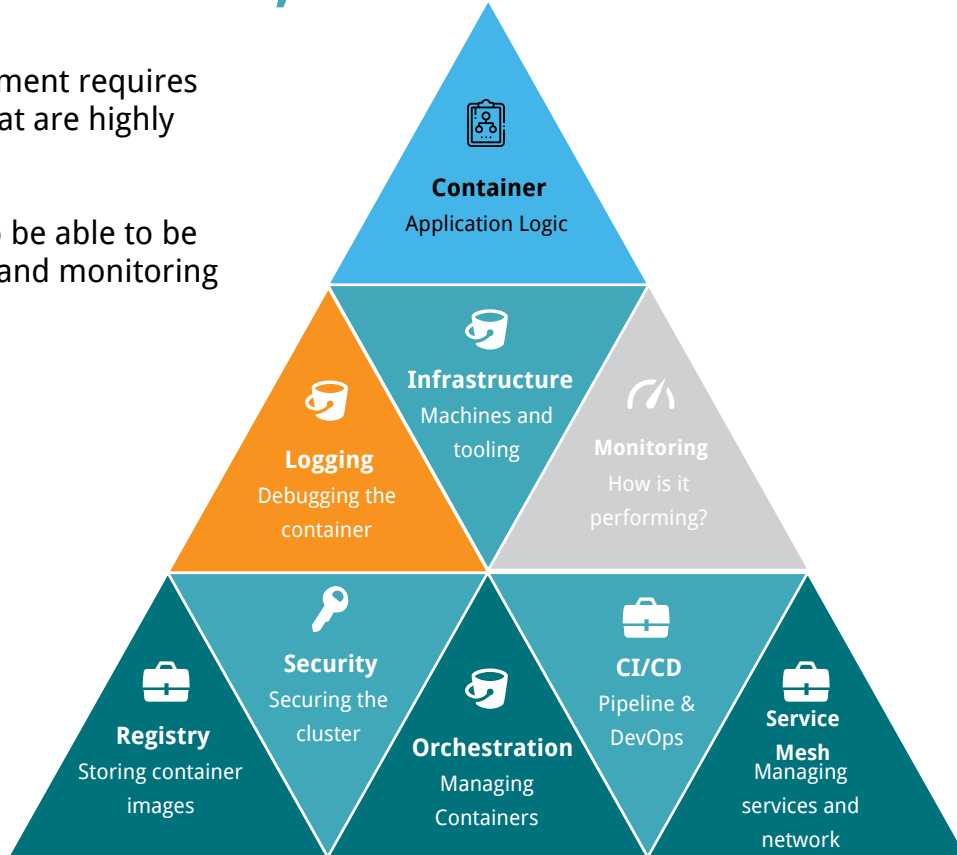 ment requires
at are highly
be able to be
and monitoring
Container
Application Logic
Infrastructure
Machines and
tooling
Logging
Debugging the
container
Monitoring
How is it
performing?
Security
Securing the
cluster
CI/CD
Pipeline &
DevOps
Registry
Storing container
images
Orchestration
Managing
Containers
Service
Mesh
Managing
services and
network